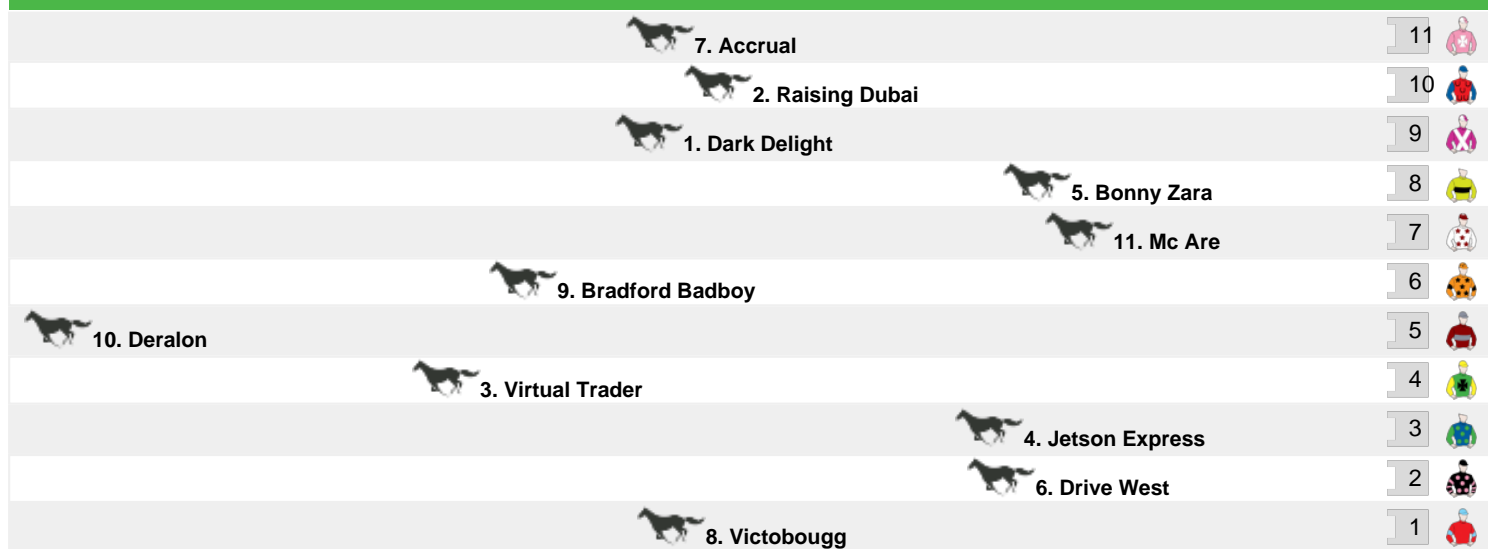 7. Accrual 11
2. Raising Dubai 10
1. Dark Delight 9
5. Bonny Zara 8
11. Mc Are 7
9. Bradford Badboy 6
10. Deralon 5
3. Virtual Trader 4
4. Jetson Express 3
6. Drive West 2
8. Victobougg 1